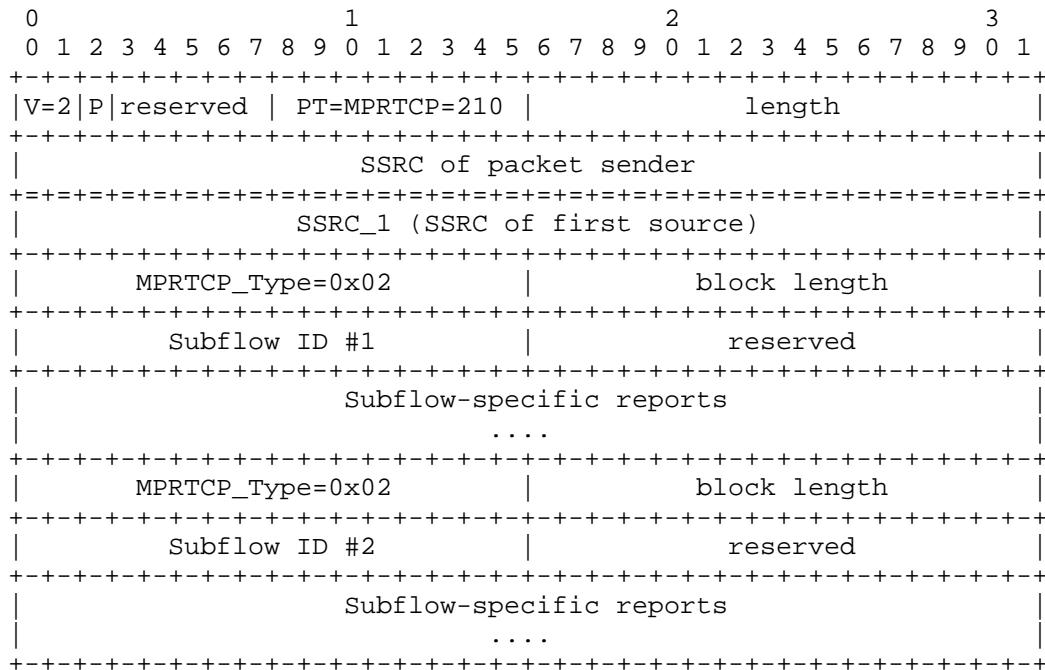 0                   1                   2                   3
 0 1 2 3 4 5 6 7 8 9 0 1 2 3 4 5 6 7 8 9 0 1 2 3 4 5 6 7 8 9 0 1
+-+-+-+-+-+-+-+-+-+-+-+-+-+-+-+-+-+-+-+-+-+-+-+-+-+-+-+-+-+-+-+-+
|V=2|P|reserved | PT=MPRTCP=210 |             length            |
+-+-+-+-+-+-+-+-+-+-+-+-+-+-+-+-+-+-+-+-+-+-+-+-+-+-+-+-+-+-+-+-+
|                     SSRC of packet sender                     |
+=+=+=+=+=+=+=+=+=+=+=+=+=+=+=+=+=+=+=+=+=+=+=+=+=+=+=+=+=+=+=+=+
|                 SSRC_1 (SSRC of first source)                 |
+-+-+-+-+-+-+-+-+-+-+-+-+-+-+-+-+-+-+-+-+-+-+-+-+-+-+-+-+-+-+-+-+
|       MPRTCP_Type=0x02        |          block length         |
+-+-+-+-+-+-+-+-+-+-+-+-+-+-+-+-+-+-+-+-+-+-+-+-+-+-+-+-+-+-+-+-+
|         Subflow ID #1         |            reserved           |
+-+-+-+-+-+-+-+-+-+-+-+-+-+-+-+-+-+-+-+-+-+-+-+-+-+-+-+-+-+-+-+-+
|                    Subflow-specific reports                   |
|                             ....                              |
+-+-+-+-+-+-+-+-+-+-+-+-+-+-+-+-+-+-+-+-+-+-+-+-+-+-+-+-+-+-+-+-+
|       MPRTCP_Type=0x02        |          block length         |
+-+-+-+-+-+-+-+-+-+-+-+-+-+-+-+-+-+-+-+-+-+-+-+-+-+-+-+-+-+-+-+-+
|         Subflow ID #2         |            reserved           |
+-+-+-+-+-+-+-+-+-+-+-+-+-+-+-+-+-+-+-+-+-+-+-+-+-+-+-+-+-+-+-+-+
|                    Subflow-specific reports                   |
|                             ....                              |
+-+-+-+-+-+-+-+-+-+-+-+-+-+-+-+-+-+-+-+-+-+-+-+-+-+-+-+-+-+-+-+-+